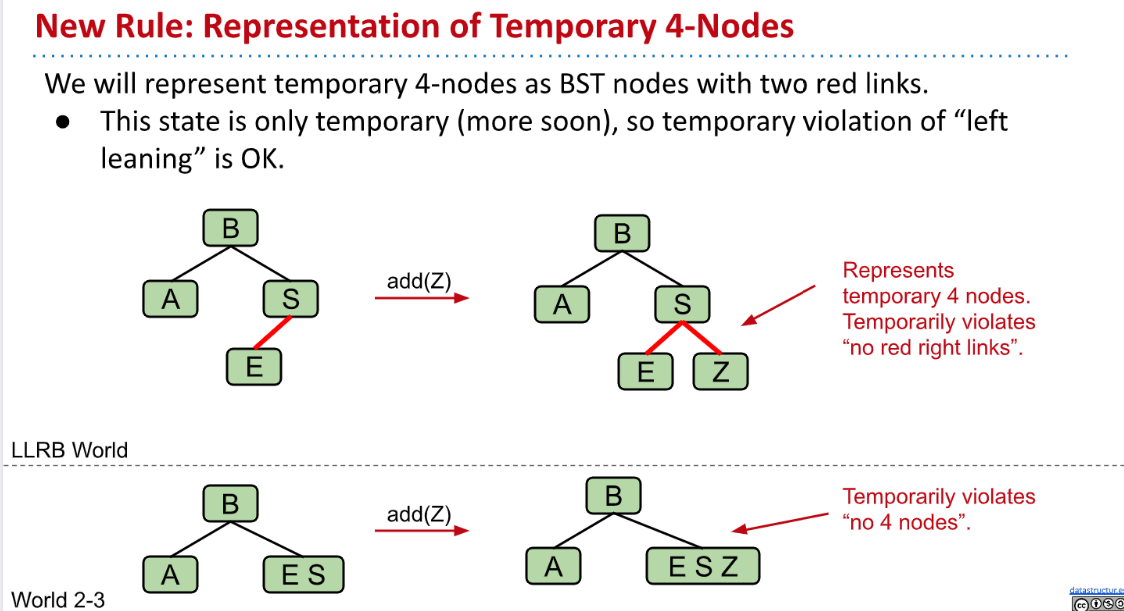 New Rule: Representation of Temporary 4-Nodes
We will represent temporary 4-nodes as BST nodes with two red links.
● This state is only temporary (more soon), so temporary violation of “left
leaning” is OK.
B
A
S
E
add(Z)
B
A
S
E
Z
Represents
temporary 4 nodes.
Temporarily violates
“no red right links”.
LLRB World
B
A
E S
add(Z)
B
A
E S Z
Temporarily violates
“no 4 nodes”.
World 2-3